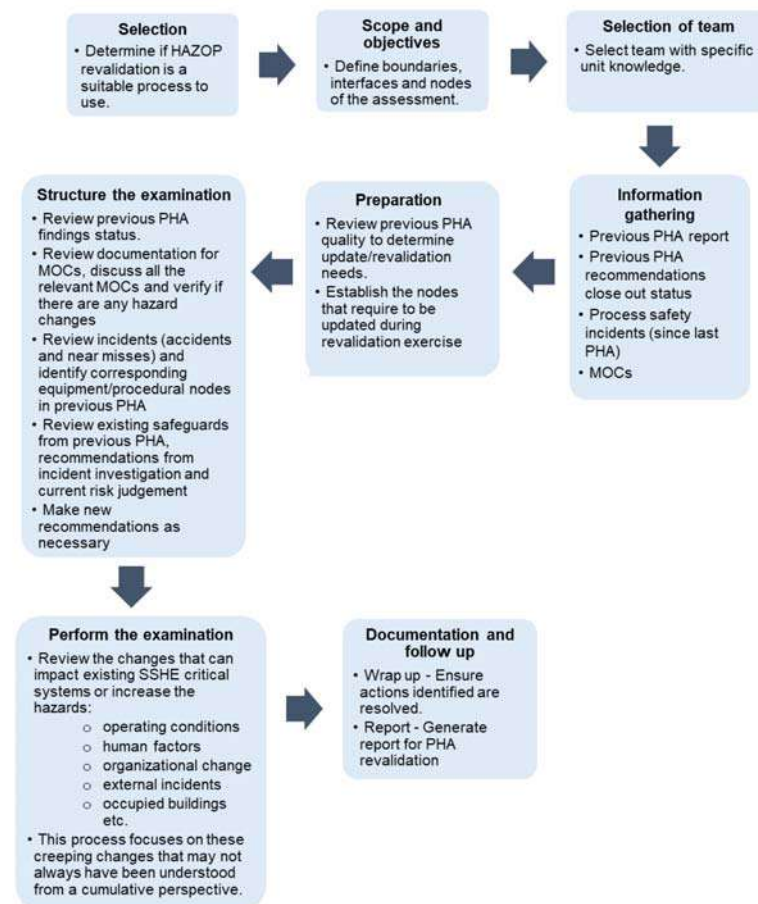 Selection
• Determine if HAZOP
revalidation is a
suitable process to
use.
Scope and
objectives
• Define boundaries,
interfaces and nodes
of the assessment.
Selection of team
• Select team with specific
unit knowledge.
Information
gathering
• Previous PHA report
• Previous PHA
recommendations
close out status
• Process safety
incidents (since last
PHA)
• MOCs
Preparation
• Review previous PHA
quality to determine
update/revalidation
needs.
• Establish the nodes
that require to be
updated during
revalidation exercise
Structure the examination
• Review previous PHA
findings status.
• Review documentation for
MOCs, discuss all the
relevant MOCs and verify if
there are any hazard
changes
• Review incidents (accidents
and near misses) and
identify corresponding
equipment/procedural nodes
in previous PHA
• Review existing safeguards
from previous PHA,
recommendations from
incident investigation and
current risk judgement
• Make new
recommendations as
necessary
Perform the examination
• Review the changes that can
impact existing SSHE critical
systems or increase the
hazards:
o operating conditions
o human factors
o organizational change
o external incidents
o occupied buildings
etc.
• This process focuses on these
creeping changes that may not
always have been understood
from a cumulative perspective.
Documentation and
follow up
• Wrap up - Ensure
actions identified are
resolved.
• Report - Generate
report for PHA
revalidation